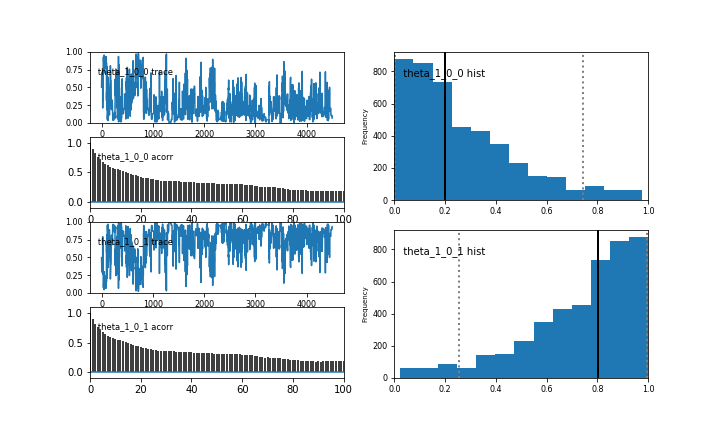 1.00
0.75
0.50
0.25
0.00
theta_1_0_0 trace
0 1000 2000 3000 4000
1.0
0.5
0.0
theta_1_0_0 acorr
0 20 40 60 80 100
1.00
0.75
0.50
0.25
0.00
theta_1_0_1 trace
0 1000 2000 3000 4000
1.0
0.5
0.0
theta_1_0_1 acorr
0 20 40 60 80 100
Frequency
800
600
400
200
0
theta_1_0_0 hist
0.0 0.2 0.4 0.6 0.8 1.0
Frequency
800
600
400
200
0
theta_1_0_1 hist
0.0 0.2 0.4 0.6 0.8 1.0